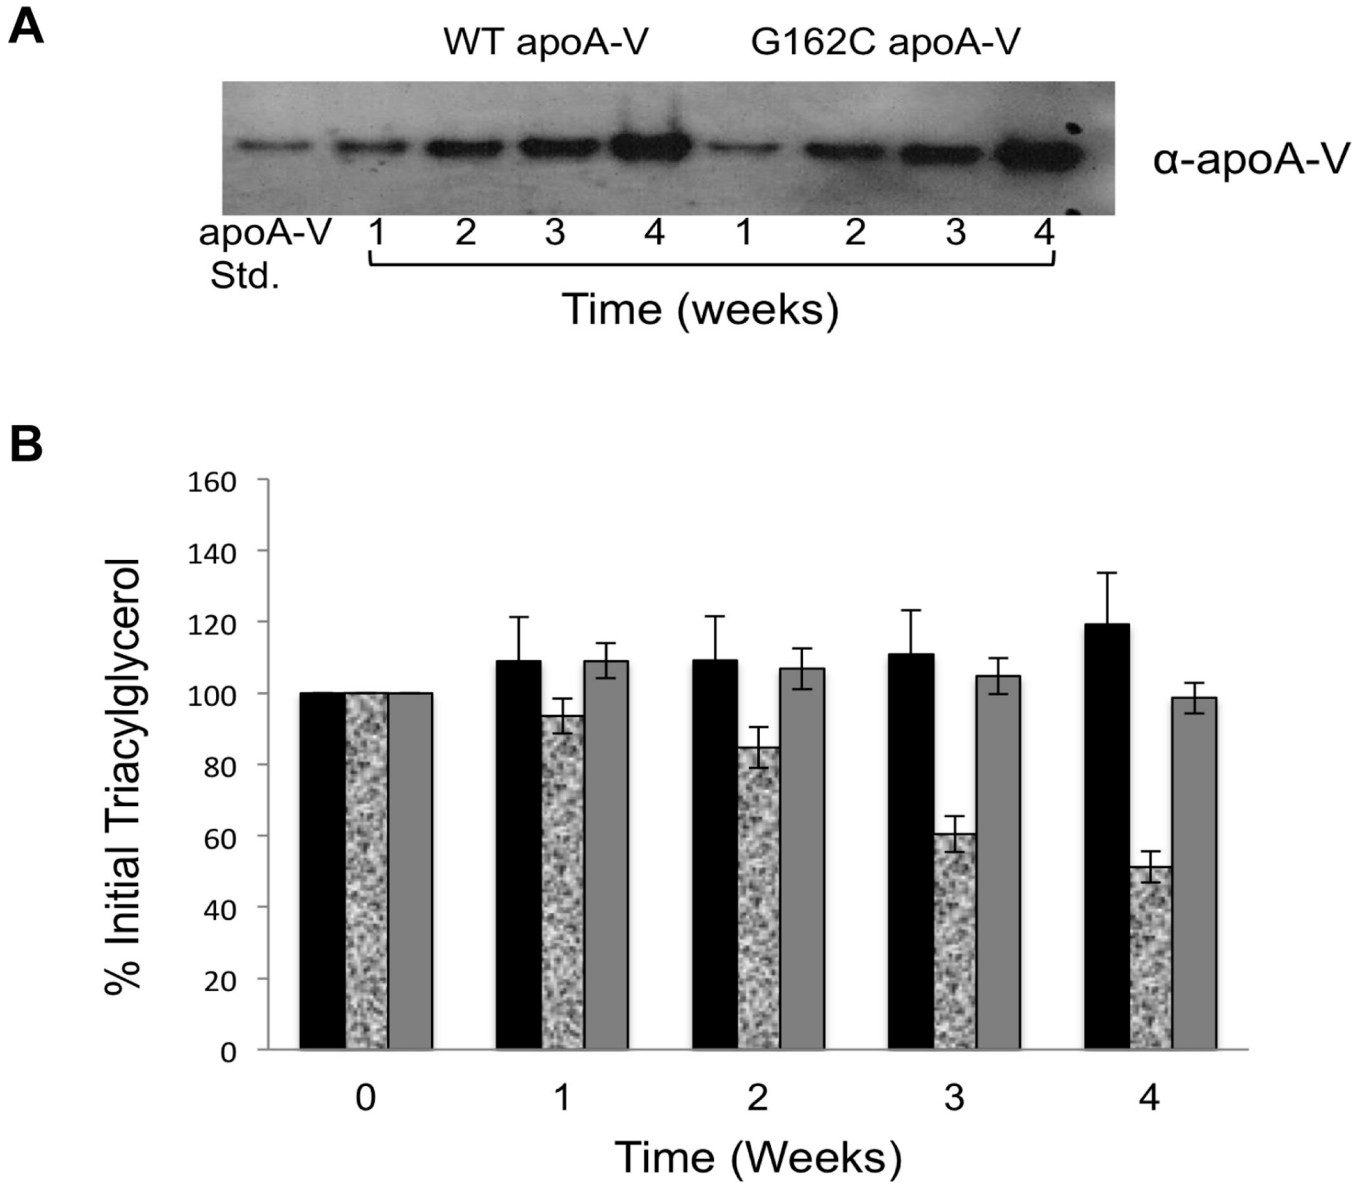 A
WT apoA-V G162C apoA-V
α-apoA-V
apoA-V 1 2 3 4 1 2 3 4
Std.
Time (weeks)
B
% Initial Triacylglycerol
160
140
120
100
80
60
40
20
0
0 1 2 3 4
Time (Weeks)